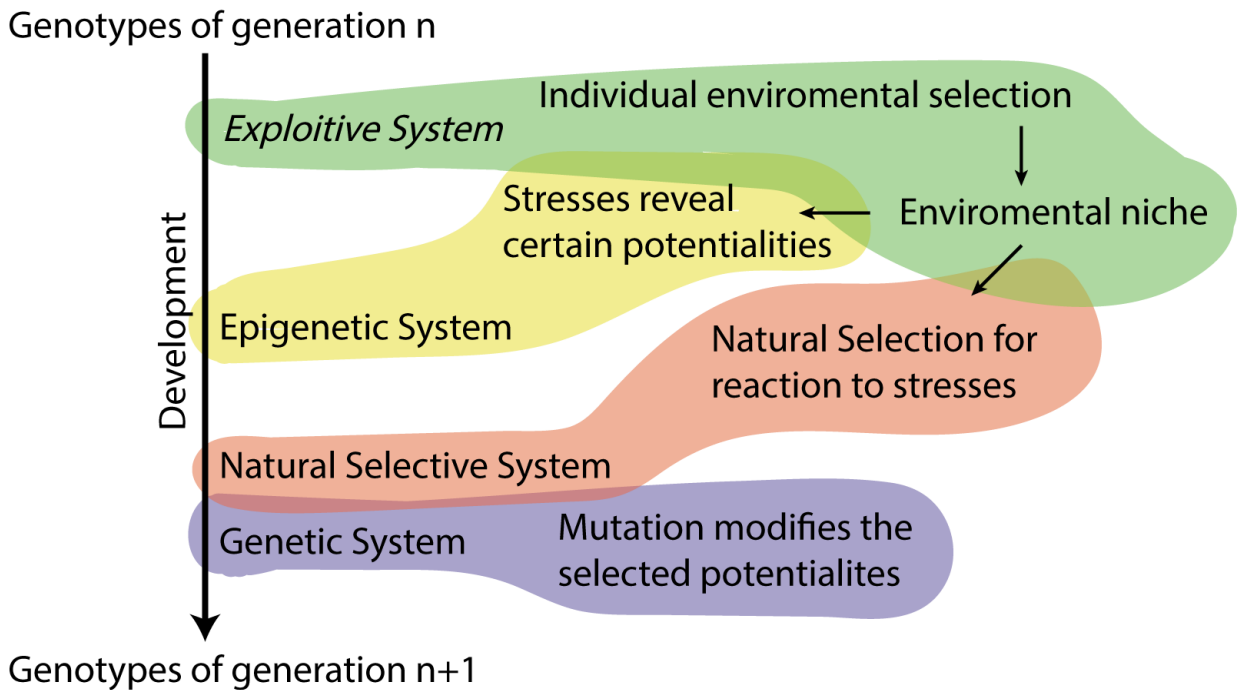 Genotypes of generation n
Individual enviromental selection
Exploitive System
Stresses reveal
certain potentialities
Enviromental niche
Development
Epigenetic System
Natural Selection for
reaction to stresses
Natural Selective System
Genetic System
Mutation modifies the
selected potentialites
Genotypes of generation n+1